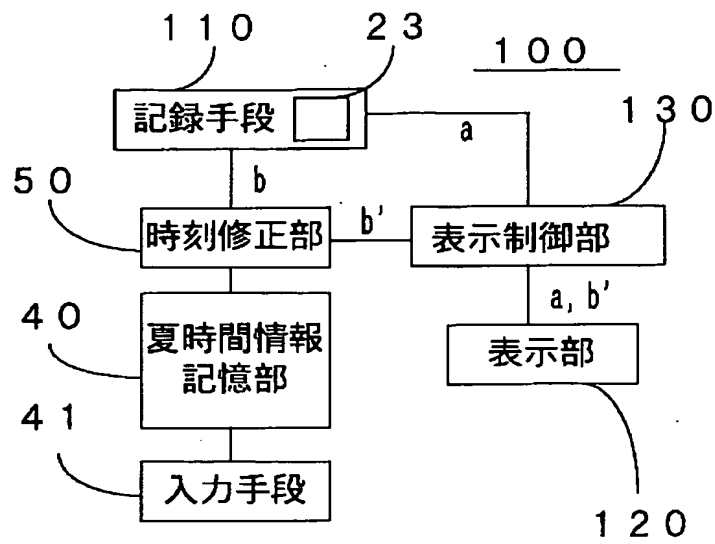 110
23
100
記録手段
a
130
b
50
時刻修正部
b'
表示制御部
a, b'
40
夏時間情報
記憶部
表示部
41
入力手段
120